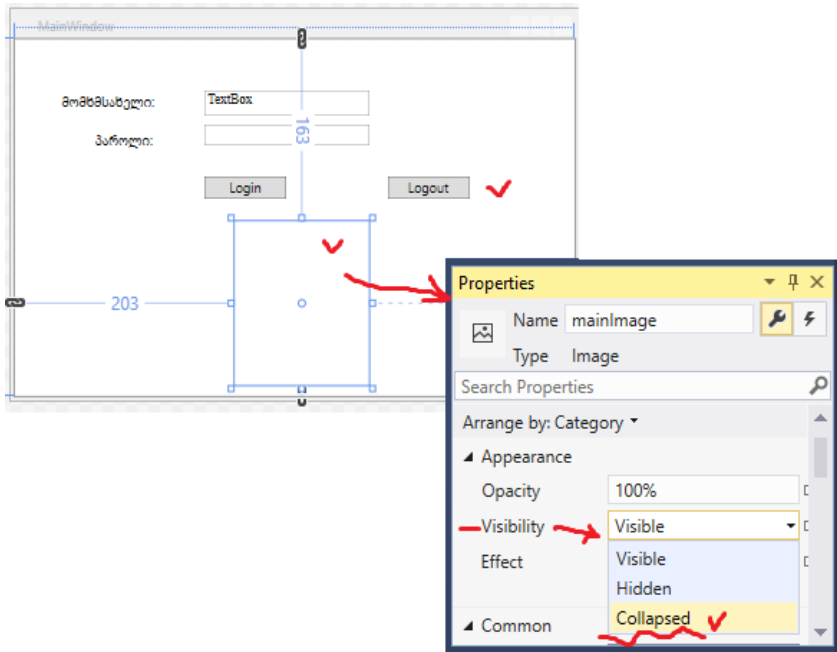 MainWindow
მომხმსახელი:
TextBox
პაროლი:
163
Login
Logout
203
Properties
Name mainImage
Type Image
Search Properties
Arrange by: Category
Appearance
Opacity 100%
Visibility Visible
Effect
Visible
Hidden
Collapsed
Common